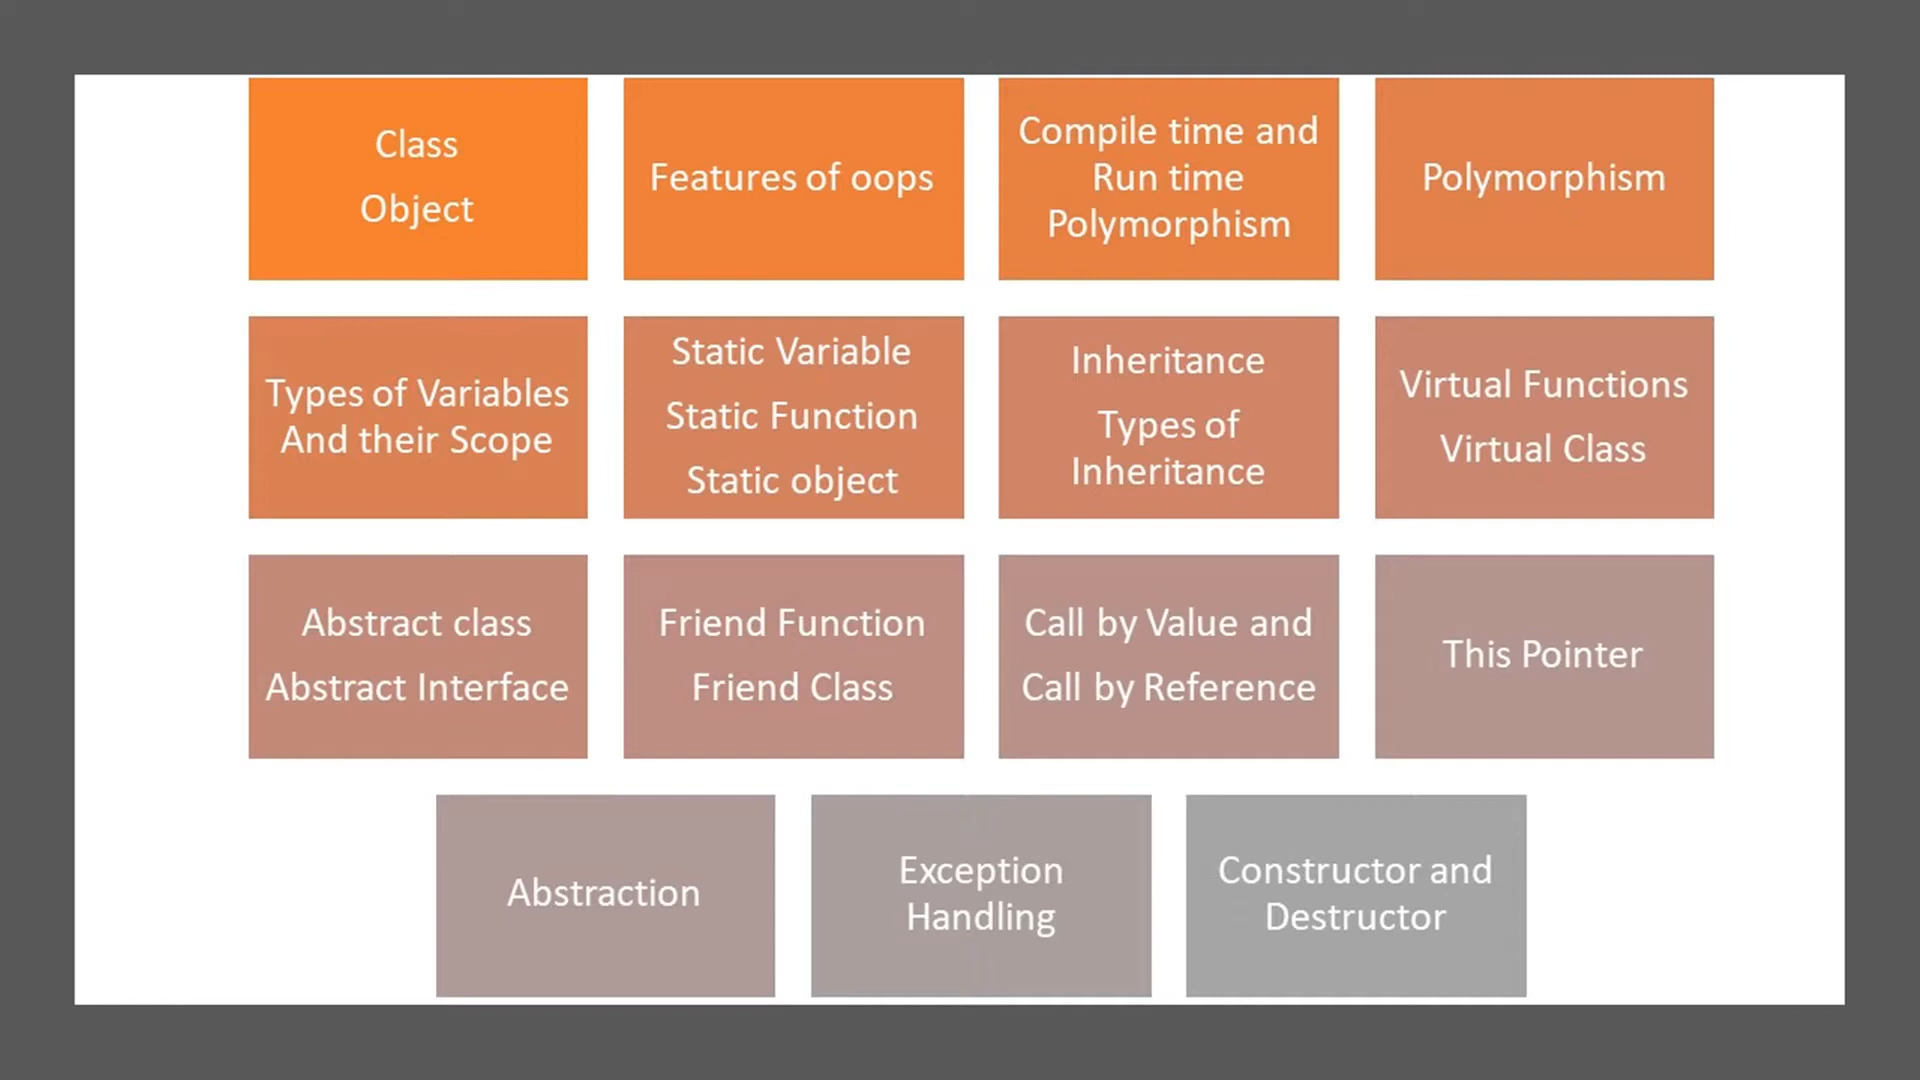 Class
Object
Features of oops
Compile time and
Run time
Polymorphism
Polymorphism
Types of Variables
And their Scope
Static Variable
Static Function
Static object
Inheritance
Types of
Inheritance
Virtual Functions
Virtual Class
Abstract class
Abstract Interface
Friend Function
Friend Class
Call by Value and
Call by Reference
This Pointer
Abstraction
Exception
Handling
Constructor and
Destructor